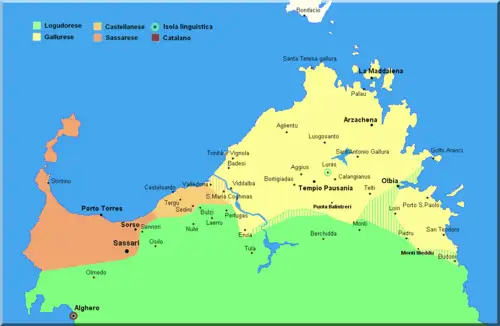 Bonifacio
Logudorese
Castellanese
Isola linguistica
Gallurese
Sassarese
Catalano
Santa Teresa gallura
La Maddalena
Palau
Arzachena
Aglientu
Luogosanto
Trinità
Vignola
Badesi
Sant'Antonio Gallura
Golfo Aranci
Luras
Aggius
Calangianus
Stintino
Valledoria
Bortigiadas
Olbia
Castelsardo
Viddalba
Tempio Pausania
Telti
S.Maria Coghinas
Tergu
Porto S.Paolo
Sedini
Punta Balistreri
Porto Torres
Bulzi
Perfugas
Loiri
Laerru
Sorso
Sennori
Nulvi
Monti
San Teodoro
Erula
Padru
Sassari
Osilo
Berchidda
Tula
Monti Nieddu
Budoni
Olmedo
Alghero